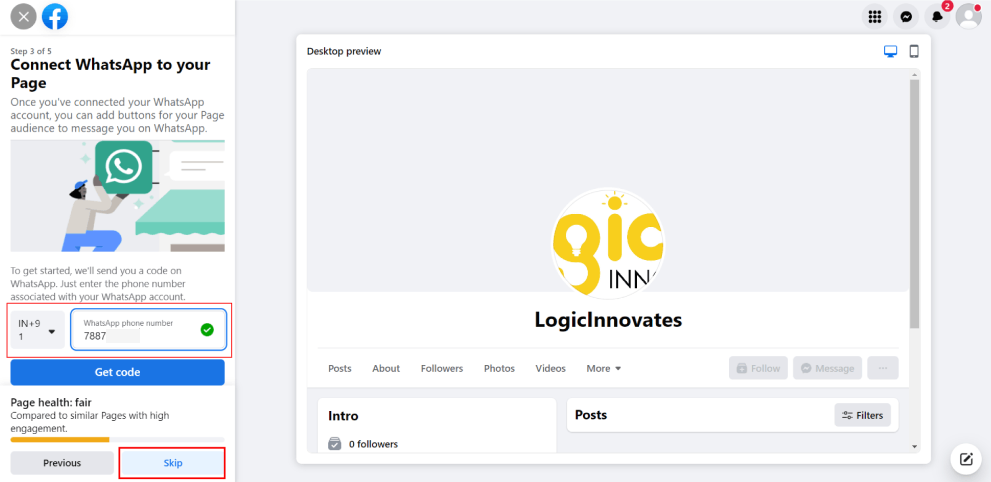 2
Step 3 of 5
Connect WhatsApp to your
Page
Once you've connected your WhatsApp
account, you can add buttons for your Page
audience to message you on WhatsApp.
To get started, we'll send you a code on
WhatsApp. Just enter the phone number
associated with your WhatsApp account.
IN+9
1
WhatsApp phone number
7887
Get code
Page health: fair
Compared to similar Pages with high
engagement.
Previous
Skip
Desktop preview
gic
INN
LogicInnovates
Posts
About
Followers
Photos
Videos
More
Follow
Message
Intro
0 followers
Posts
Filters